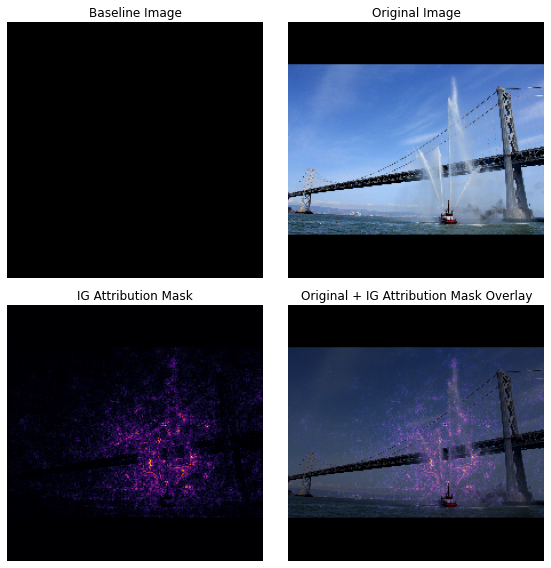 Baseline Image
Original Image
IG Attribution Mask
Original + IG Attribution Mask Overlay